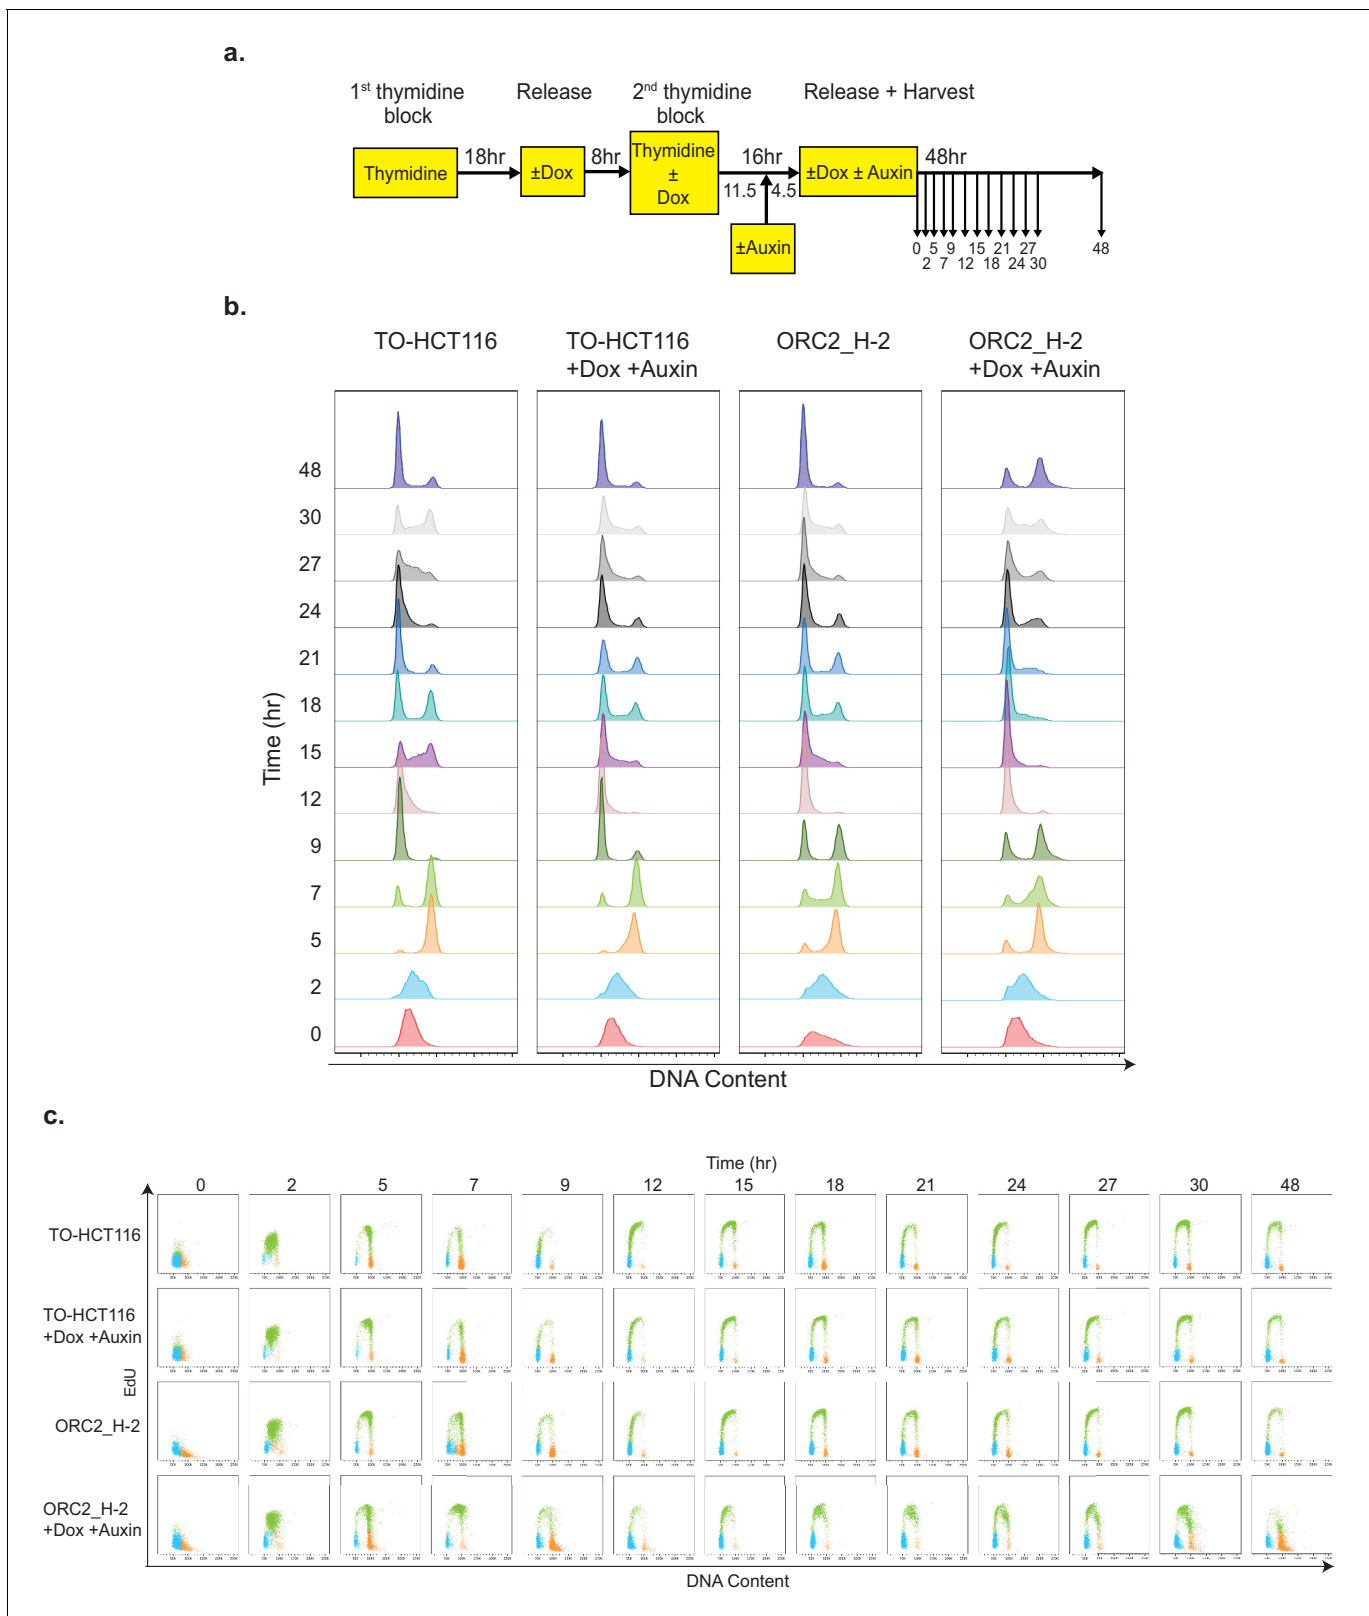 a.
1st thymidine block
Release
2nd thymidine block
Release + Harvest
Thymidine
18hr
±Dox
8hr
Thymidine
±
Dox
16hr
11.5
4.5
±Auxin
±Dox ± Auxin
48hr
0 5 9 15 21 27 48
2 7 12 18 24 30
b.
TO-HCT116
TO-HCT116
+Dox +Auxin
ORC2_H-2
ORC2_H-2
+Dox +Auxin
Time (hr)
48
30
27
24
21
18
15
12
9
7
5
2
0
DNA Content
c.
Time (hr)
0 2 5 7 9 12 15 18 21 24 27 30 48
EdU
TO-HCT116
TO-HCT116
+Dox +Auxin
ORC2_H-2
ORC2_H-2
+Dox +Auxin
DNA Content